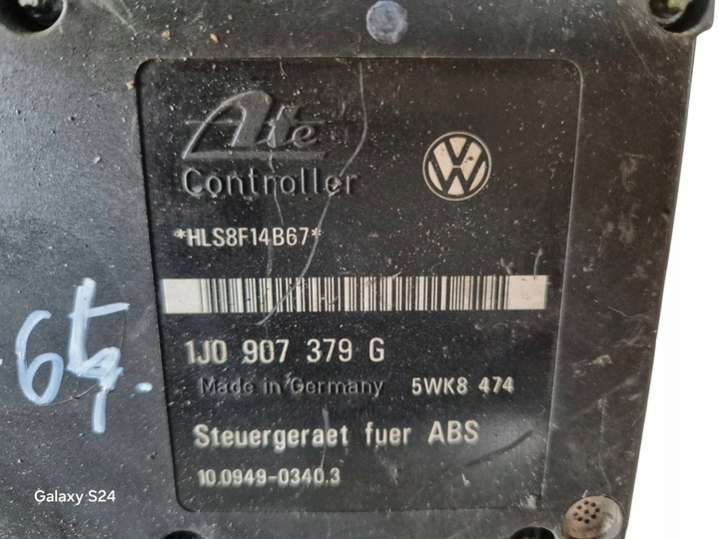 Ate
Controller
*HLS8F14B67*
1J0 907 379 G
Made in Germany 5WK8 474
Steuergeraet fuer ABS
10.0949-0340.3
Galaxy S24